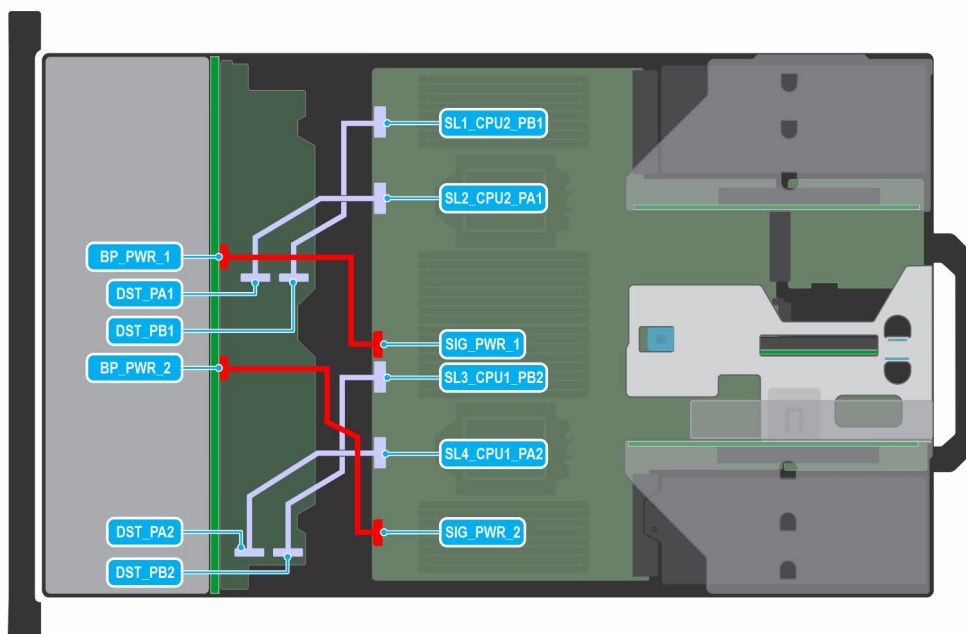 SL1_CPU2_PB1
SL2_CPU2_PA1
BP_PWR_1
DST_PA1
DST_PB1
SIG_PWR_1
BP_PWR_2
SL3_CPU1_PB2
SL4_CPU1_PA2
DST_PA2
SIG_PWR_2
DST_PB2